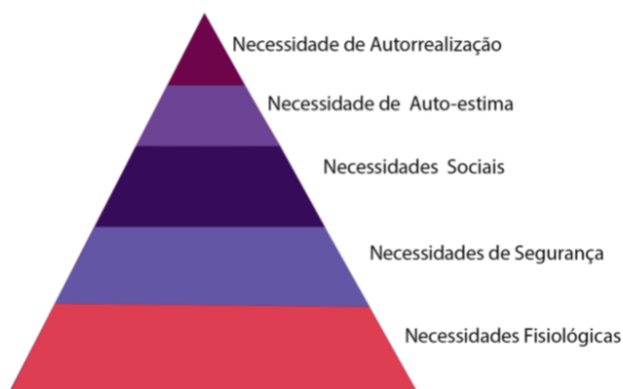 Necessidade de Autorrealização
Necessidade de Auto-estima
Necessidades Sociais
Necessidades de Segurança
Necessidades Fisiológicas